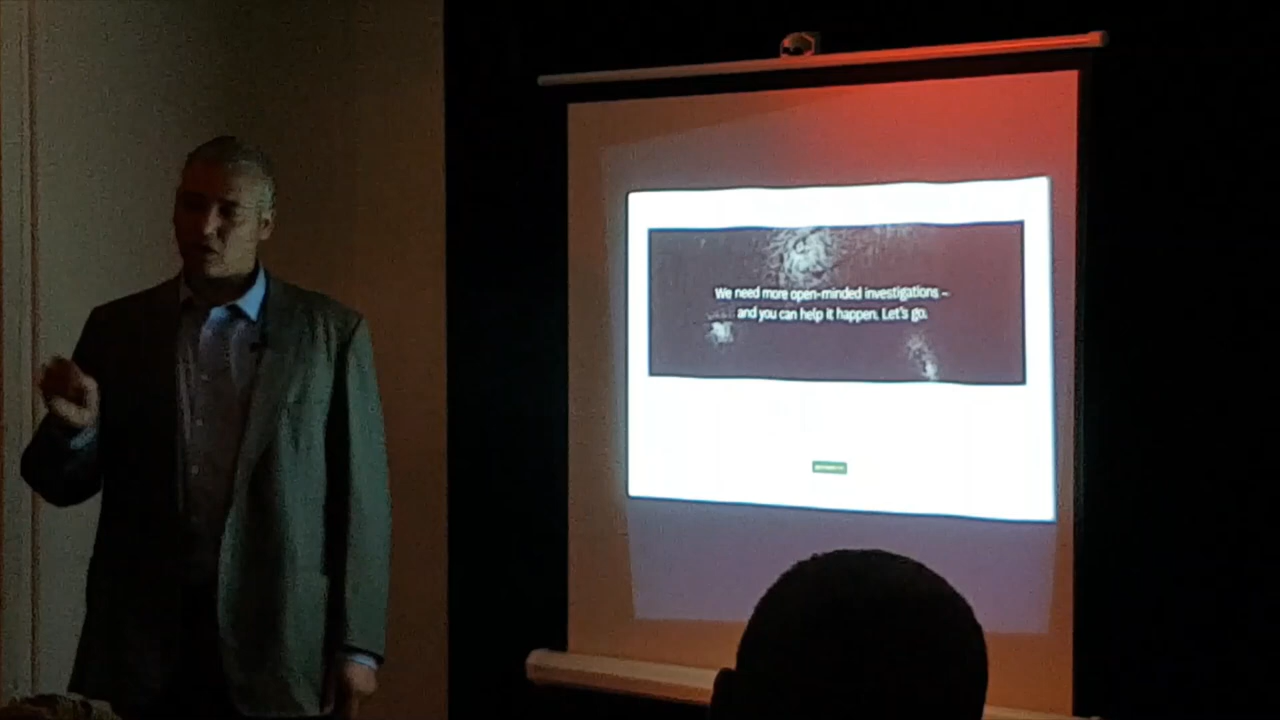 We need more open-minded investigations –
and you can help it happen. Let's go.